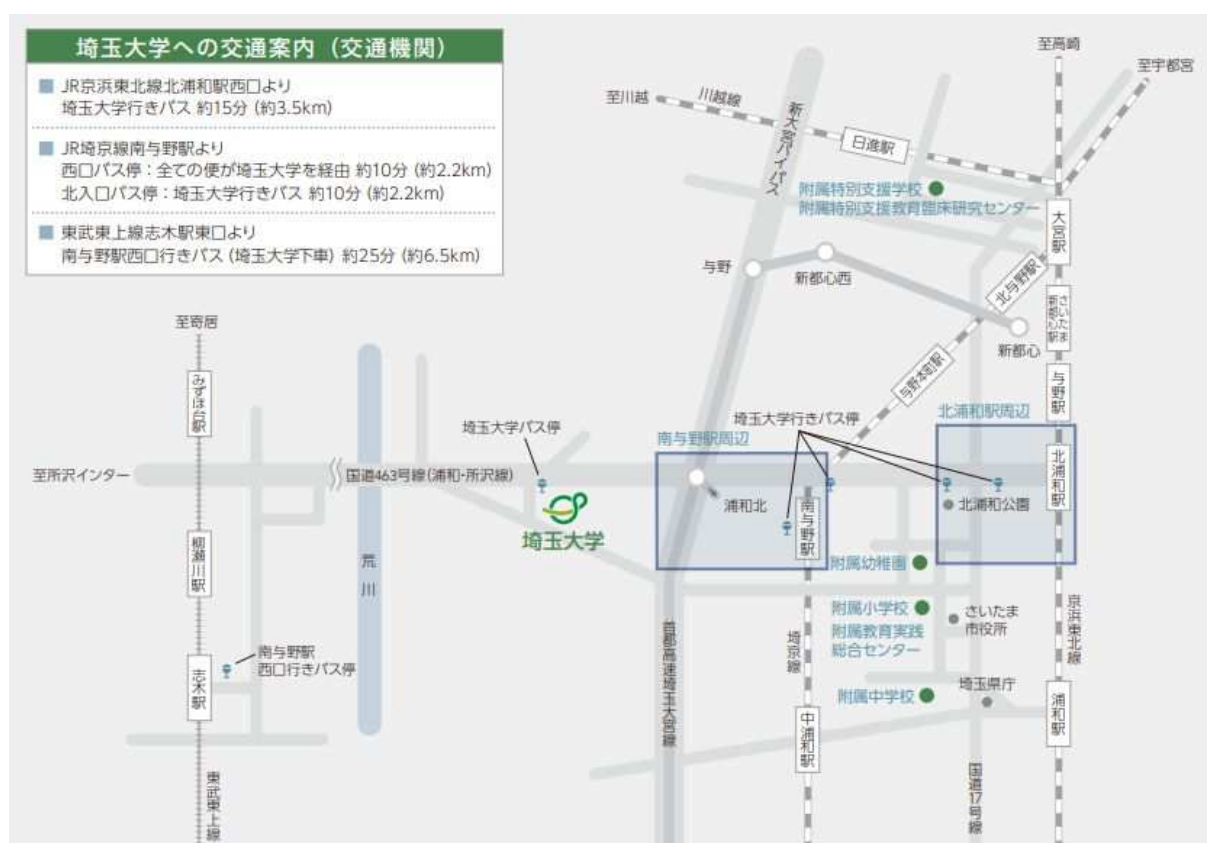 埼玉大学への交通案内（交通機関）
JR京浜東北線北浦和駅西口より
埼玉大学行きバス 約15分（約3.5km）
JR埼京線南与野駅より
西口バス停：全ての便が埼玉大学を経由 約10分（約2.2km）
北入口バス停：埼玉大学行きバス 約10分（約2.2km）
東武東上線志木駅東口より
南与野駅西口行きバス（埼玉大学下車）約25分（約6.5km）
至高崎
至宇都宮
至川越
川越線
新大宮バイパス
日進駅
附属特別支援学校
附属特別支援教育臨床研究センター
大宮駅
与野
新都心西
北与野駅
さいたま
新都心駅
新都心
至寄居
みずほ台駅
与野本町駅
与野駅
埼玉大学バス停
埼玉大学行きバス停
北浦和駅周辺
南与野駅周辺
至所沢インター
国道463号線（浦和・所沢線）
浦和北
南与野駅
北浦和公園
北浦和駅
埼玉大学
柳瀬川駅
荒川
附属幼稚園
附属小学校
附属教育実践
総合センター
さいたま
市役所
京浜東北線
首都高速埼玉大宮線
埼京線
南与野駅
西口行きバス停
志木駅
附属中学校
埼玉県庁
浦和駅
中浦和駅
東武東上線
国道17号線